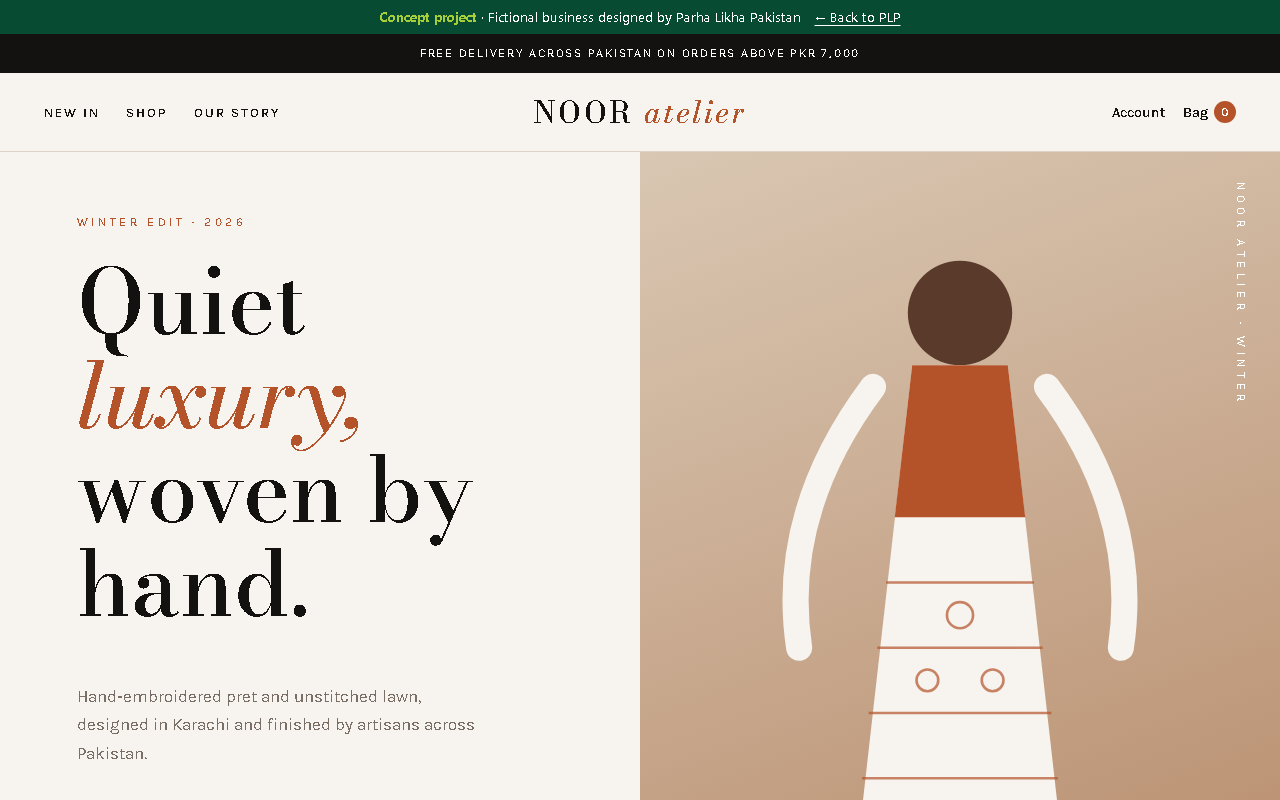 Concept project · Fictional business designed by Parha Likha Pakistan ← Back to PLP
FREE DELIVERY ACROSS PAKISTAN ON ORDERS ABOVE PKR 7,000
NEW IN SHOP OUR STORY
NOOR atelier
Account Bag 0
WINTER EDIT · 2026
Quiet
luxury,
woven by
hand.
Hand-embroidered pret and unstitched lawn,
designed in Karachi and finished by artisans across
Pakistan.
NOOR ATELIER · WINTER